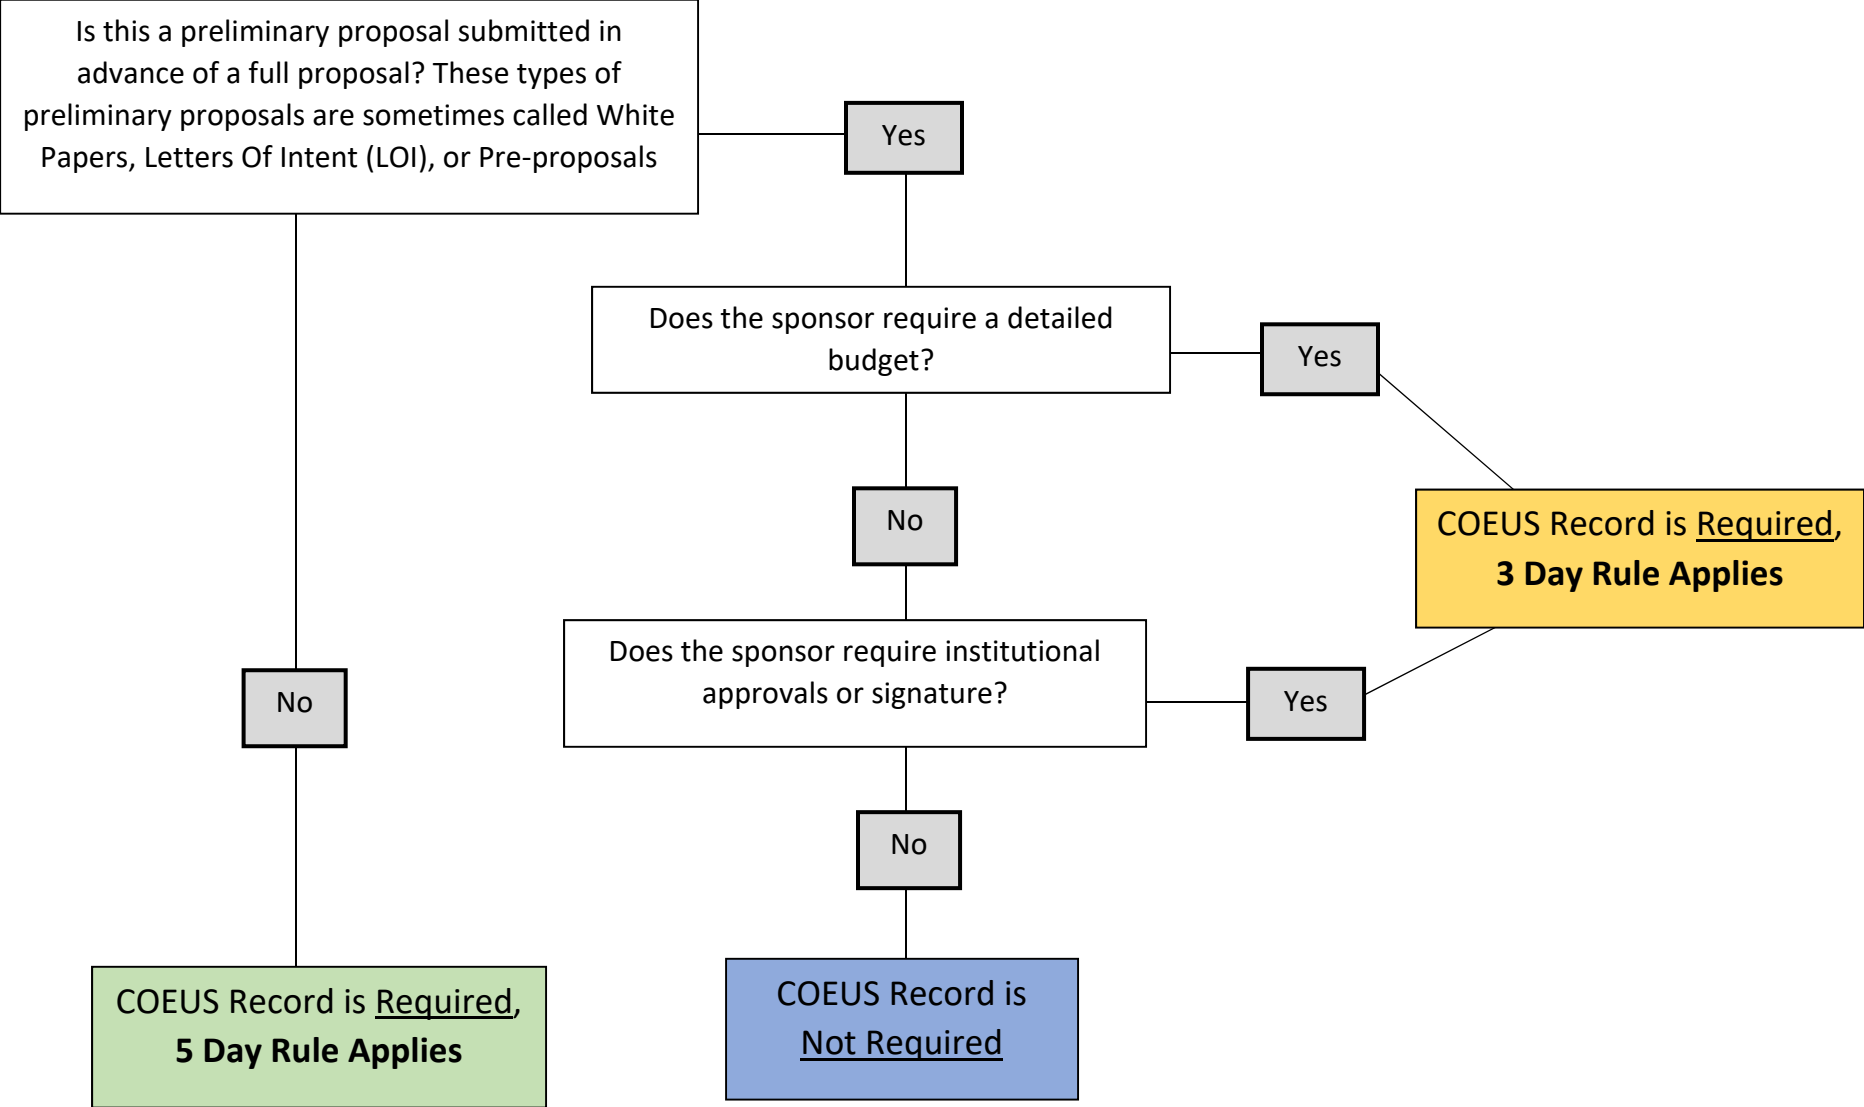 Is this a preliminary proposal submitted in
advance of a full proposal? These types of
preliminary proposals are sometimes called White
Papers, Letters Of Intent (LOI), or Pre-proposals
Yes
Does the sponsor require a detailed
budget?
Yes
No
COEUS Record is Required,
3 Day Rule Applies
Does the sponsor require institutional
approvals or signature?
Yes
No
No
COEUS Record is Required,
5 Day Rule Applies
COEUS Record is
Not Required